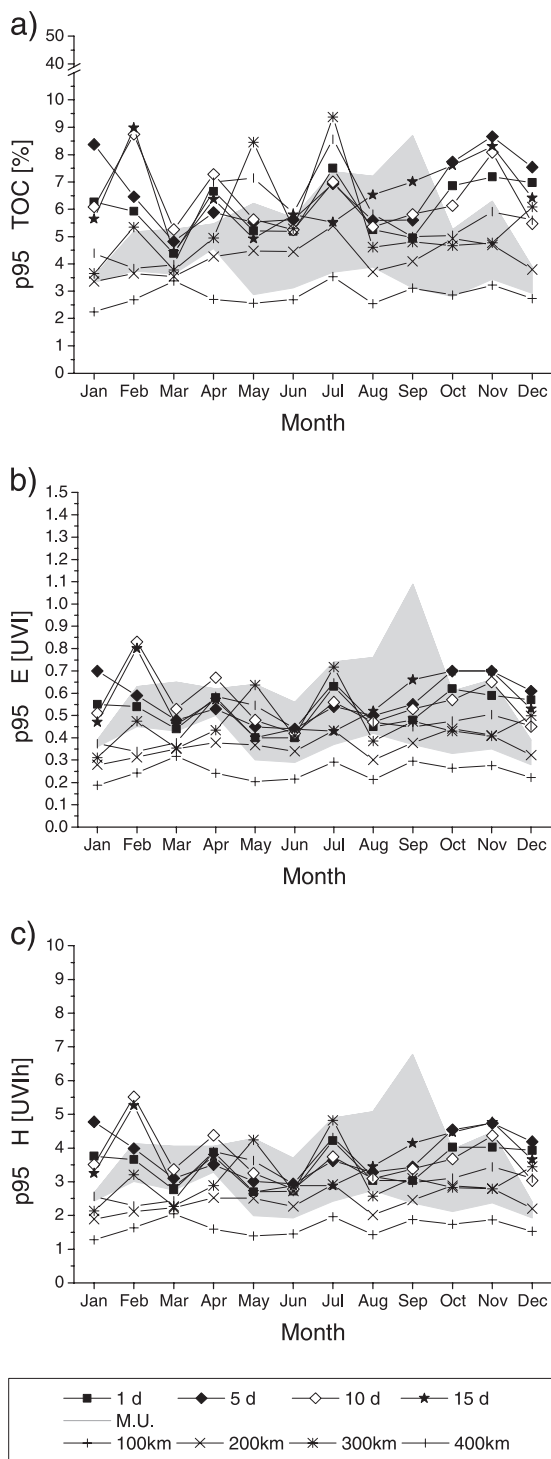 a)
p95 TOC [%]
50
40
10
9
8
7
6
5
4
3
2
1
0
Jan Feb Mar Apr May Jun Jul Aug Sep Oct Nov Dec
Month
b)
p95 E [UVI]
1.5
1.4
1.3
1.2
1.1
1.0
0.9
0.8
0.7
0.6
0.5
0.4
0.3
0.2
0.1
0.0
Jan Feb Mar Apr May Jun Jul Aug Sep Oct Nov Dec
Month
c)
p95 H [UVIh]
10
9
8
7
6
5
4
3
2
1
0
Jan Feb Mar Apr May Jun Jul Aug Sep Oct Nov Dec
Month
1 d 5 d 10 d 15 d
M.U.
100km 200km 300km 400km